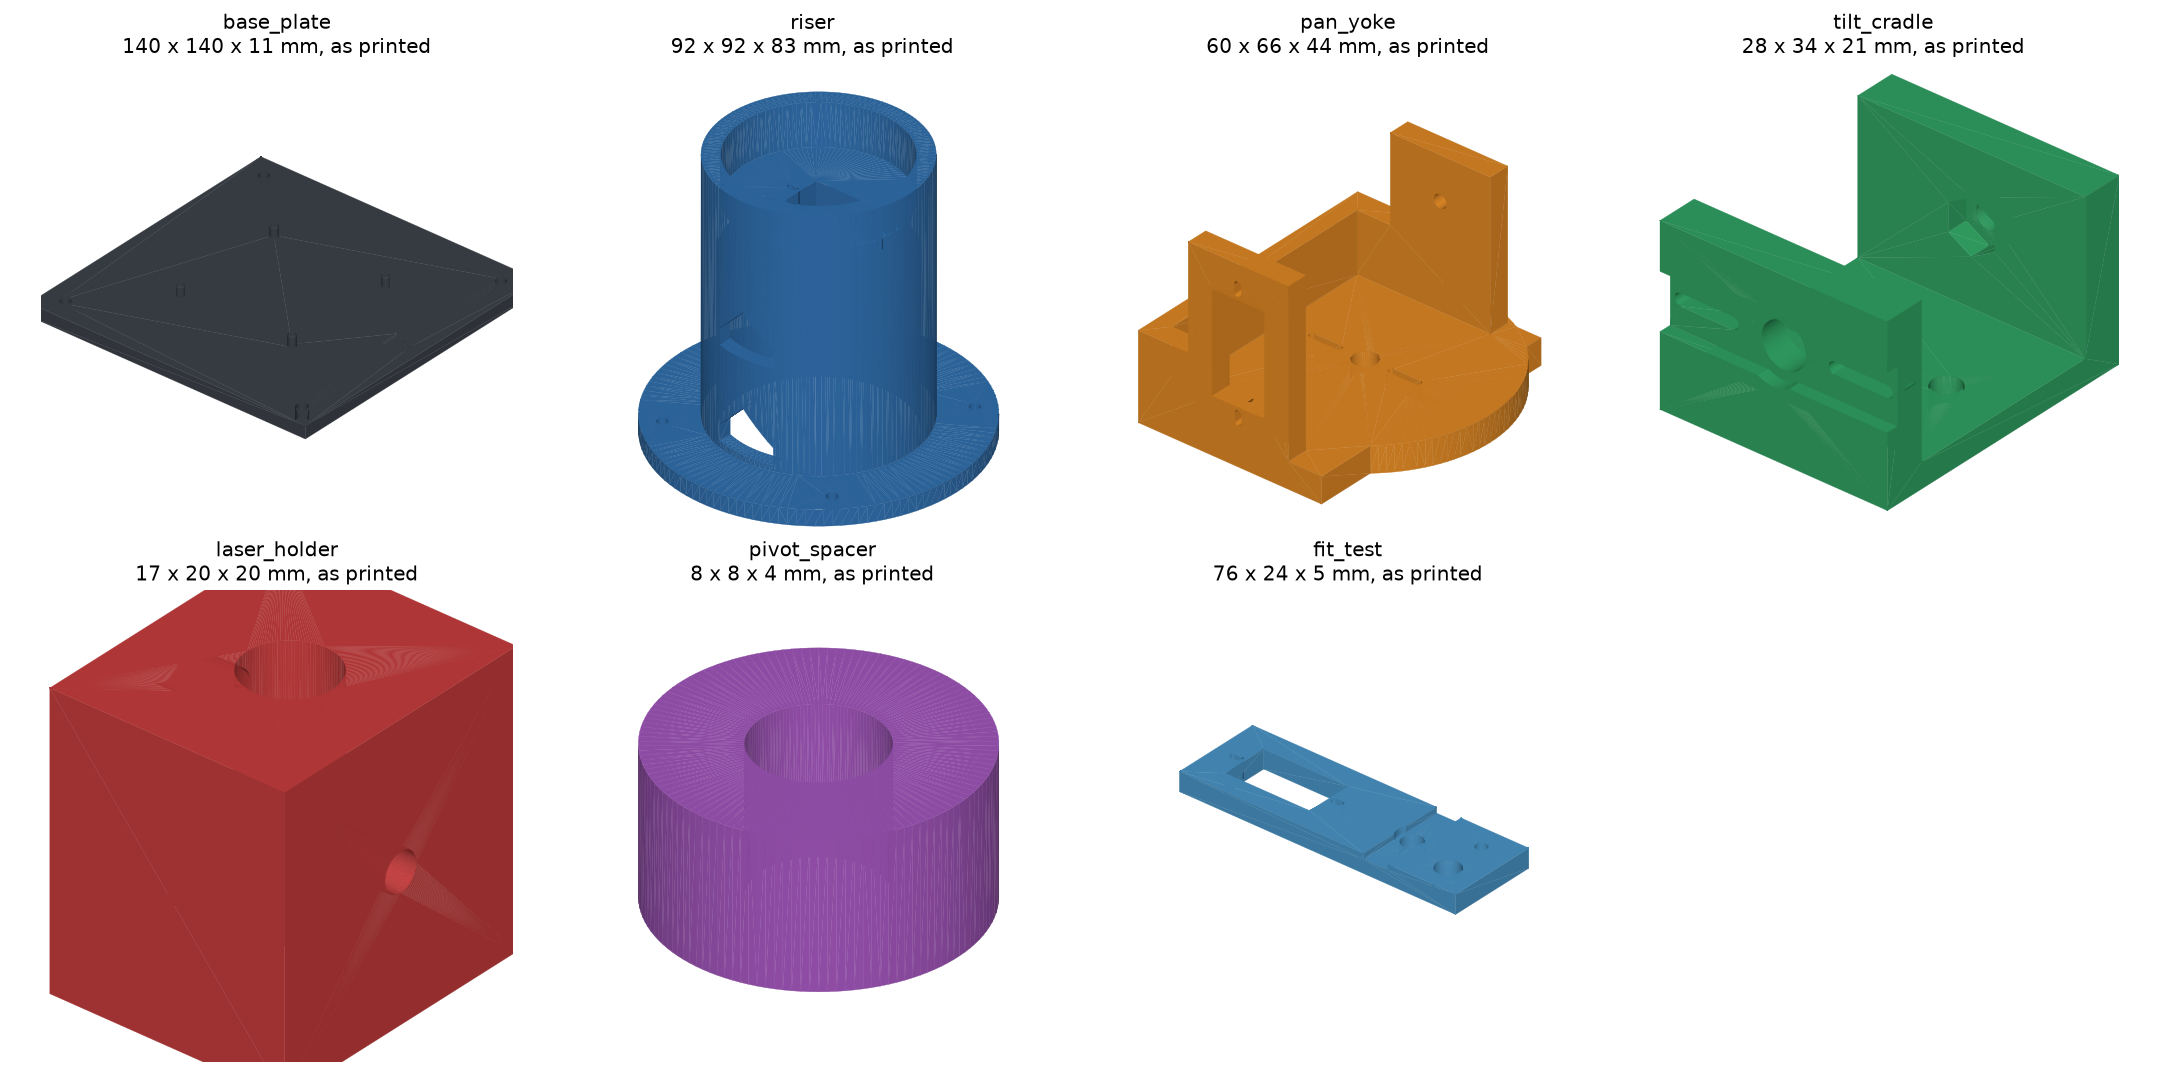 base_plate
140 x 140 x 11 mm, as printed
riser
92 x 92 x 83 mm, as printed
pan_yoke
60 x 66 x 44 mm, as printed
tilt_cradle
28 x 34 x 21 mm, as printed
laser_holder
17 x 20 x 20 mm, as printed
pivot_spacer
8 x 8 x 4 mm, as printed
fit_test
76 x 24 x 5 mm, as printed